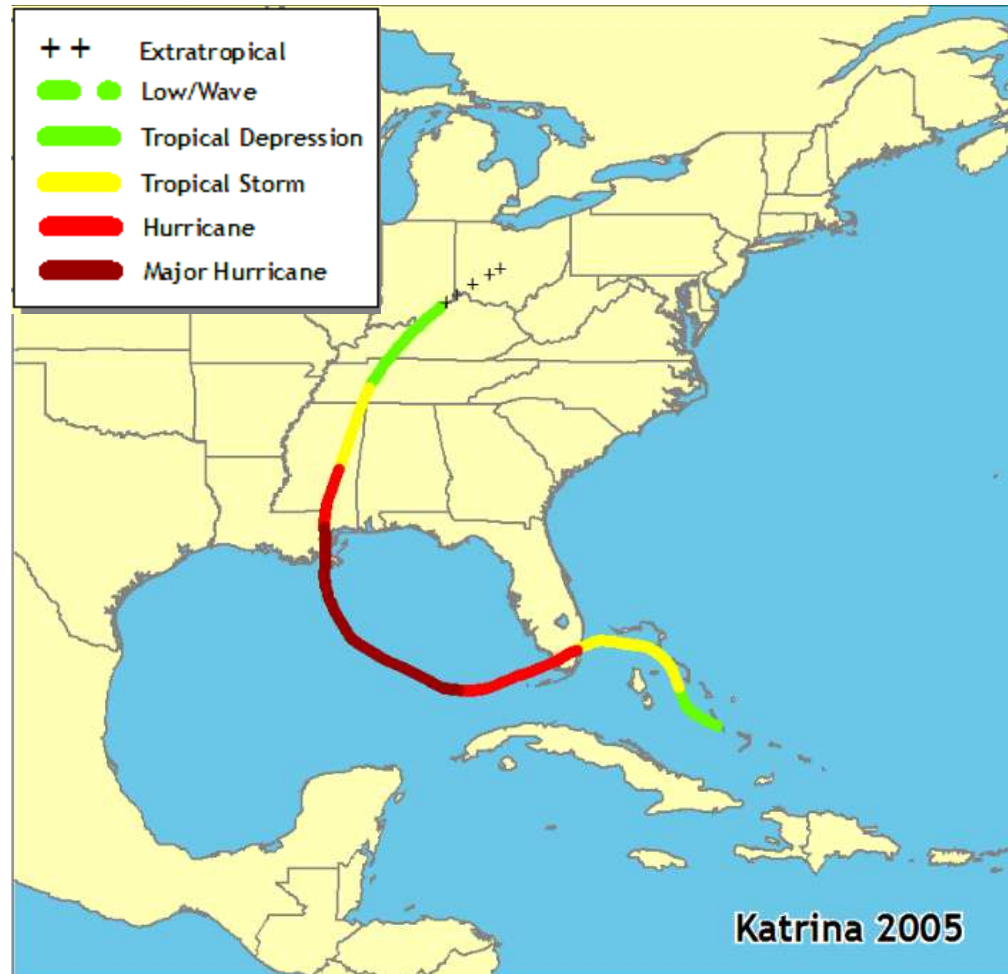 ++ Extratropical
Low/Wave
Tropical Depression
Tropical Storm
Hurricane
Major Hurricane
Katrina 2005